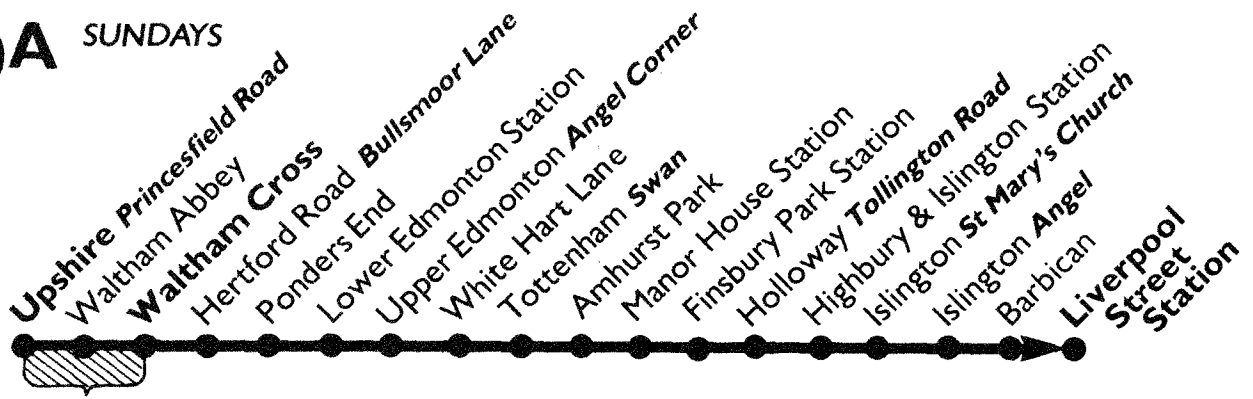 A SUNDAYS
Upshire Princesfield Road
Waltham Abbey
Waltham Cross
Hertford Road Bullsmoor Lane
Ponders End
Lower Edmonton Station
Upper Edmonton Angel Corner
White Hart Lane
Tottenham Swan
Amhurst Park
Manor House Station
Finsbury Park Station
Holloway Tollington Road
Highbury & Islington Station
Islington St Mary's Church
Islington Angel
Barbican
Liverpool
Street
Station